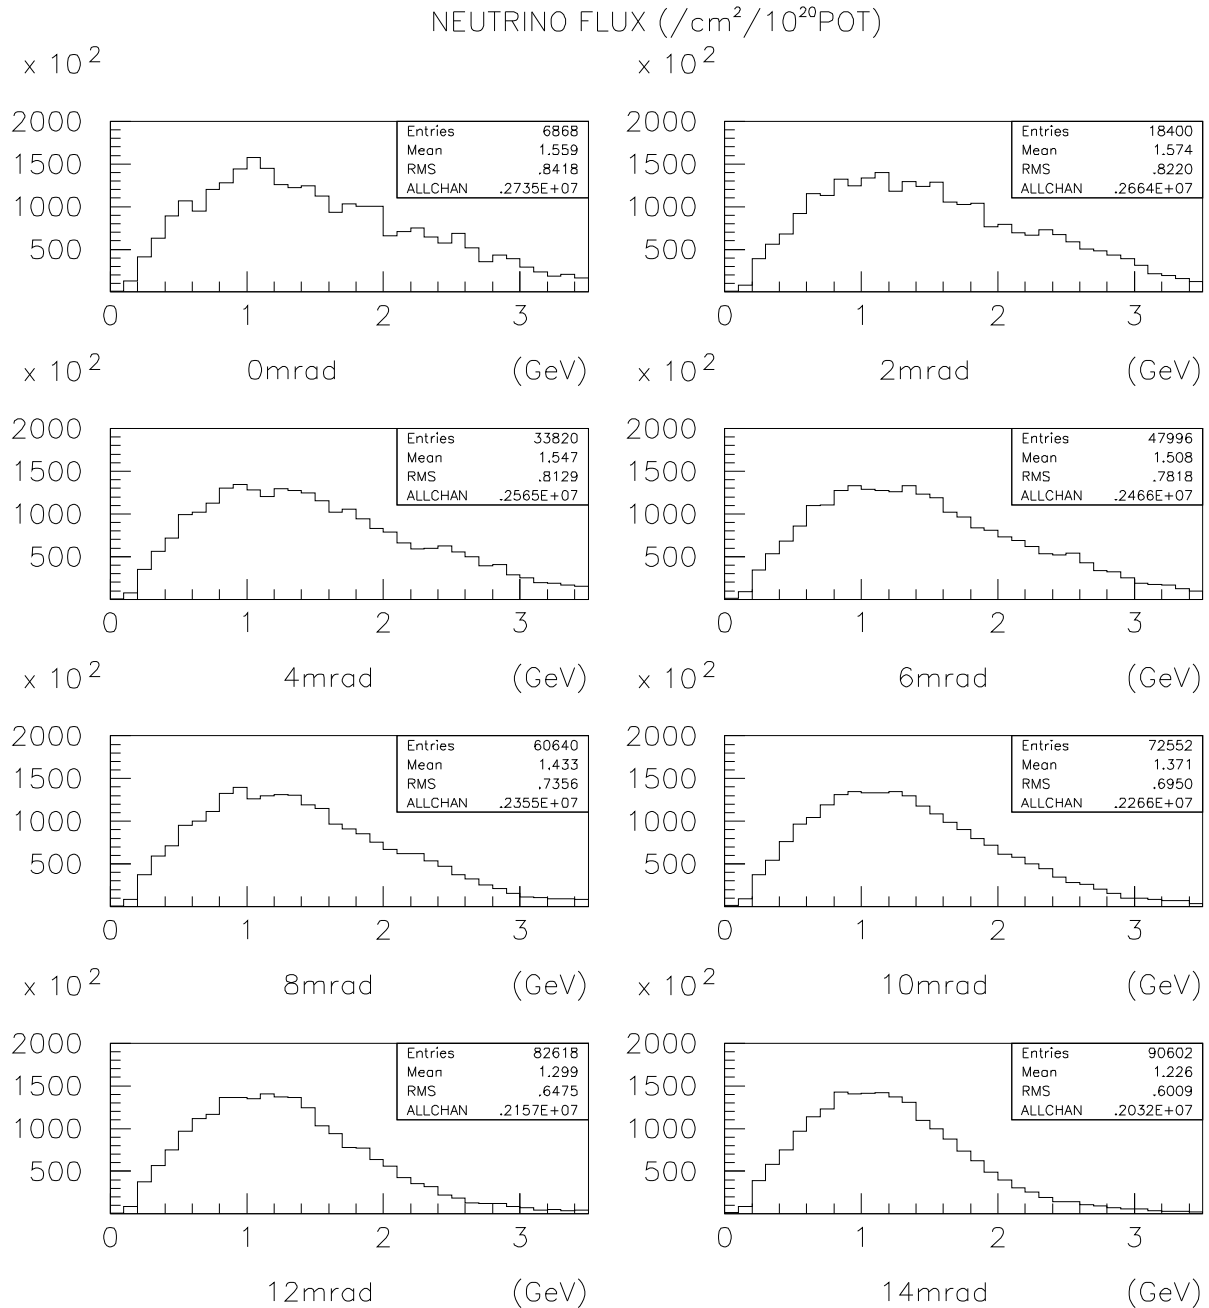 NEUTRINO FLUX (/cm²/10²⁰POT)
x 10²
2000
1500
1000
500
0 1 2 3
0mrad (GeV)
Entries 6868
Mean 1.559
RMS .8418
ALLCHAN .2735E+07
x 10²
2000
1500
1000
500
0 1 2 3
2mrad (GeV)
Entries 18400
Mean 1.574
RMS .8220
ALLCHAN .2664E+07
x 10²
2000
1500
1000
500
0 1 2 3
4mrad (GeV)
Entries 33820
Mean 1.547
RMS .8129
ALLCHAN .2565E+07
x 10²
2000
1500
1000
500
0 1 2 3
6mrad (GeV)
Entries 47996
Mean 1.508
RMS .7818
ALLCHAN .2466E+07
x 10²
2000
1500
1000
500
0 1 2 3
8mrad (GeV)
Entries 60640
Mean 1.433
RMS .7356
ALLCHAN .2355E+07
x 10²
2000
1500
1000
500
0 1 2 3
10mrad (GeV)
Entries 72552
Mean 1.371
RMS .6950
ALLCHAN .2266E+07
x 10²
2000
1500
1000
500
0 1 2 3
12mrad (GeV)
Entries 82618
Mean 1.299
RMS .6475
ALLCHAN .2157E+07
x 10²
2000
1500
1000
500
0 1 2 3
14mrad (GeV)
Entries 90602
Mean 1.226
RMS .6009
ALLCHAN .2032E+07